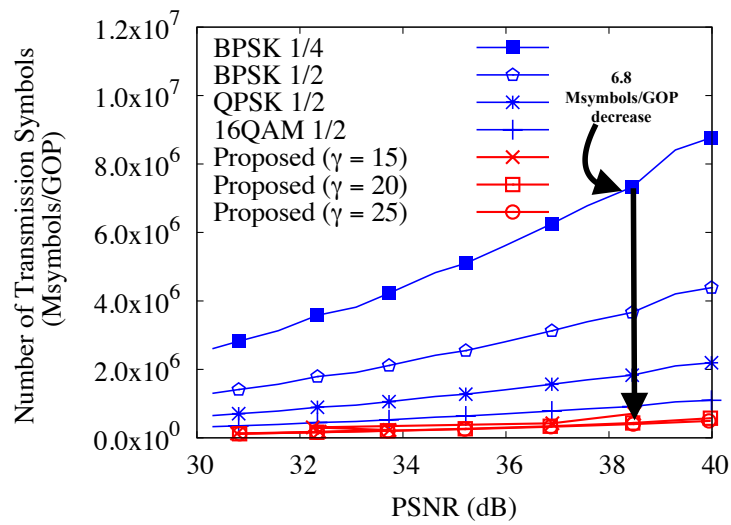 1.2x10^7
1.0x10^7
8.0x10^6
6.0x10^6
4.0x10^6
2.0x10^6
0.0x10^0
Number of Transmission Symbols
(Msymbols/GOP)
BPSK 1/4
BPSK 1/2
QPSK 1/2
16QAM 1/2
Proposed (γ = 15)
Proposed (γ = 20)
Proposed (γ = 25)
6.8
Msymbols/GOP
decrease
30 32 34 36 38 40
PSNR (dB)